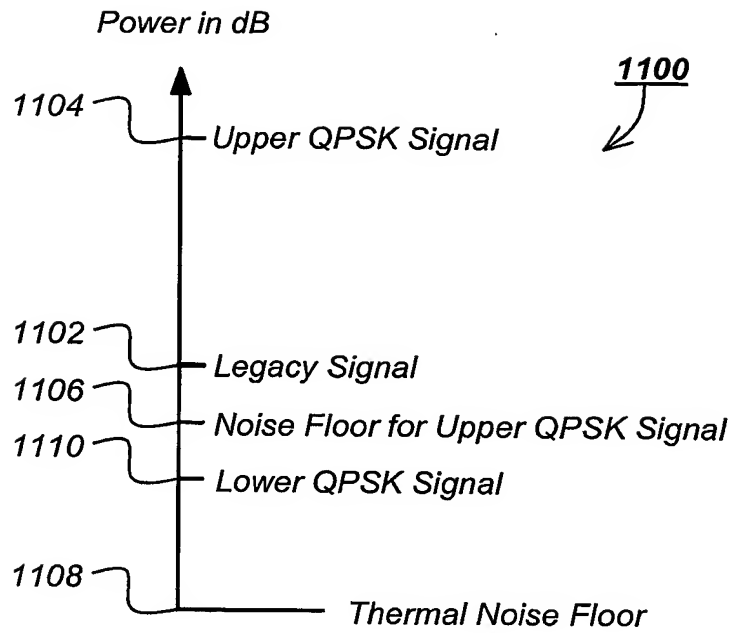 Power in dB
1100
1104
Upper QPSK Signal
1102
Legacy Signal
1106
Noise Floor for Upper QPSK Signal
1110
Lower QPSK Signal
1108
Thermal Noise Floor